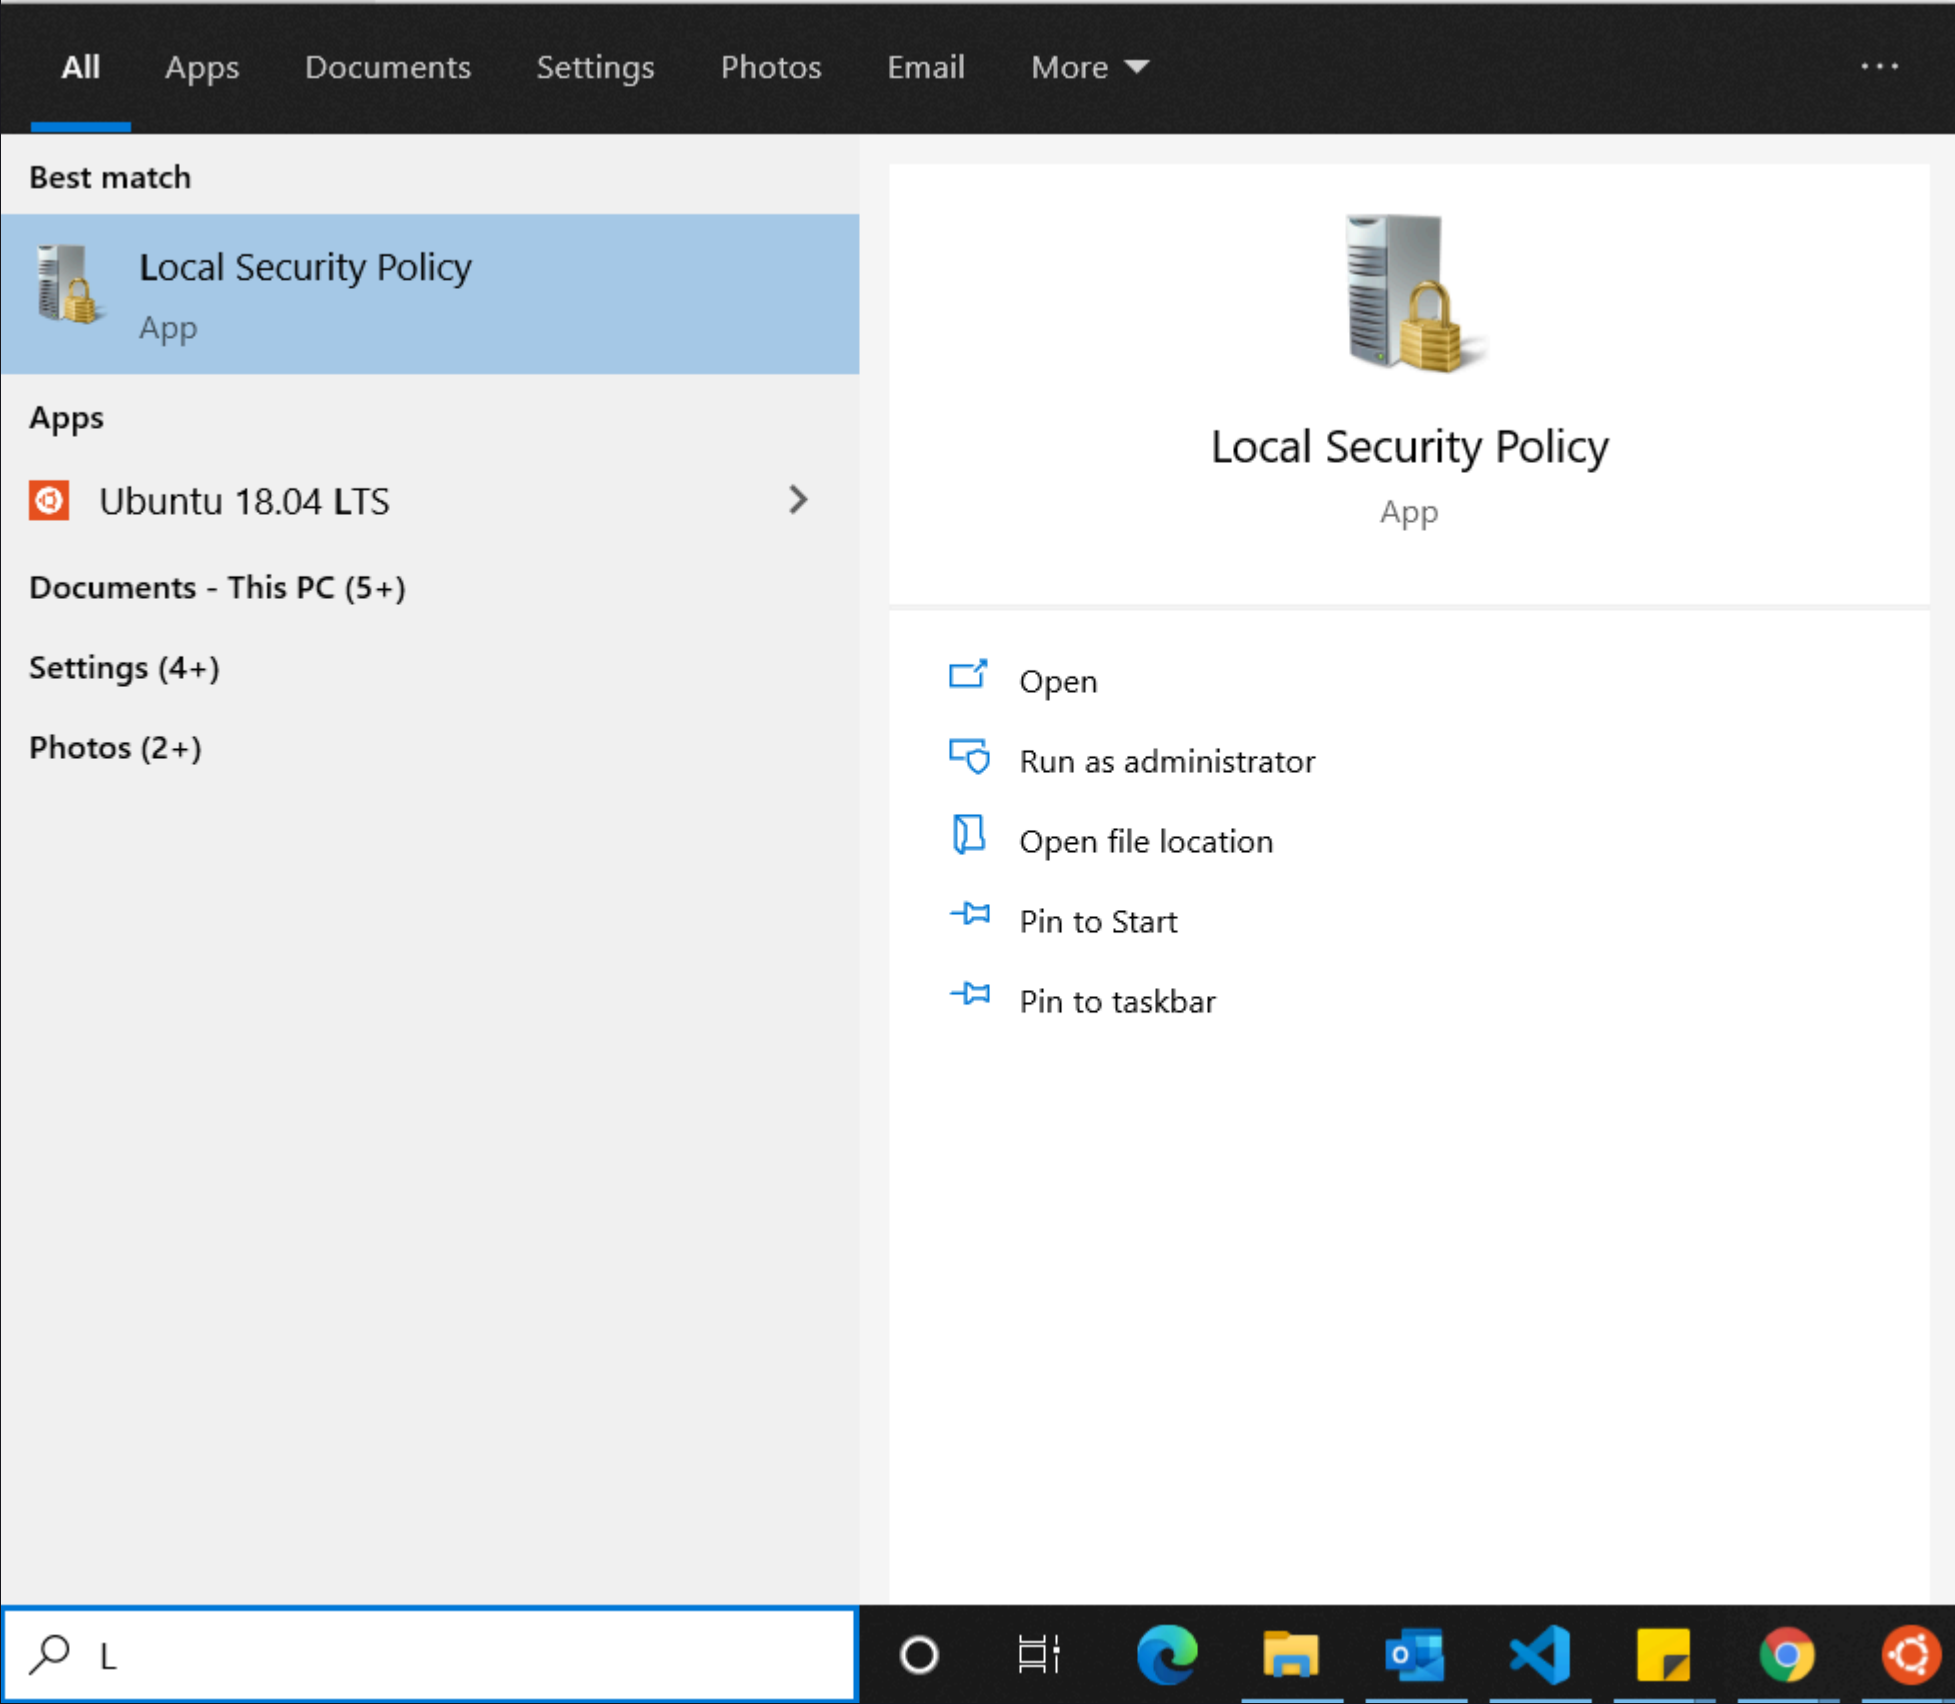 All Apps Documents Settings Photos Email More ...
Best match
Local Security Policy
App
Apps
Ubuntu 18.04 LTS
Documents - This PC (5+)
Settings (4+)
Photos (2+)
Local Security Policy
App
Open
Run as administrator
Open file location
Pin to Start
Pin to taskbar
L